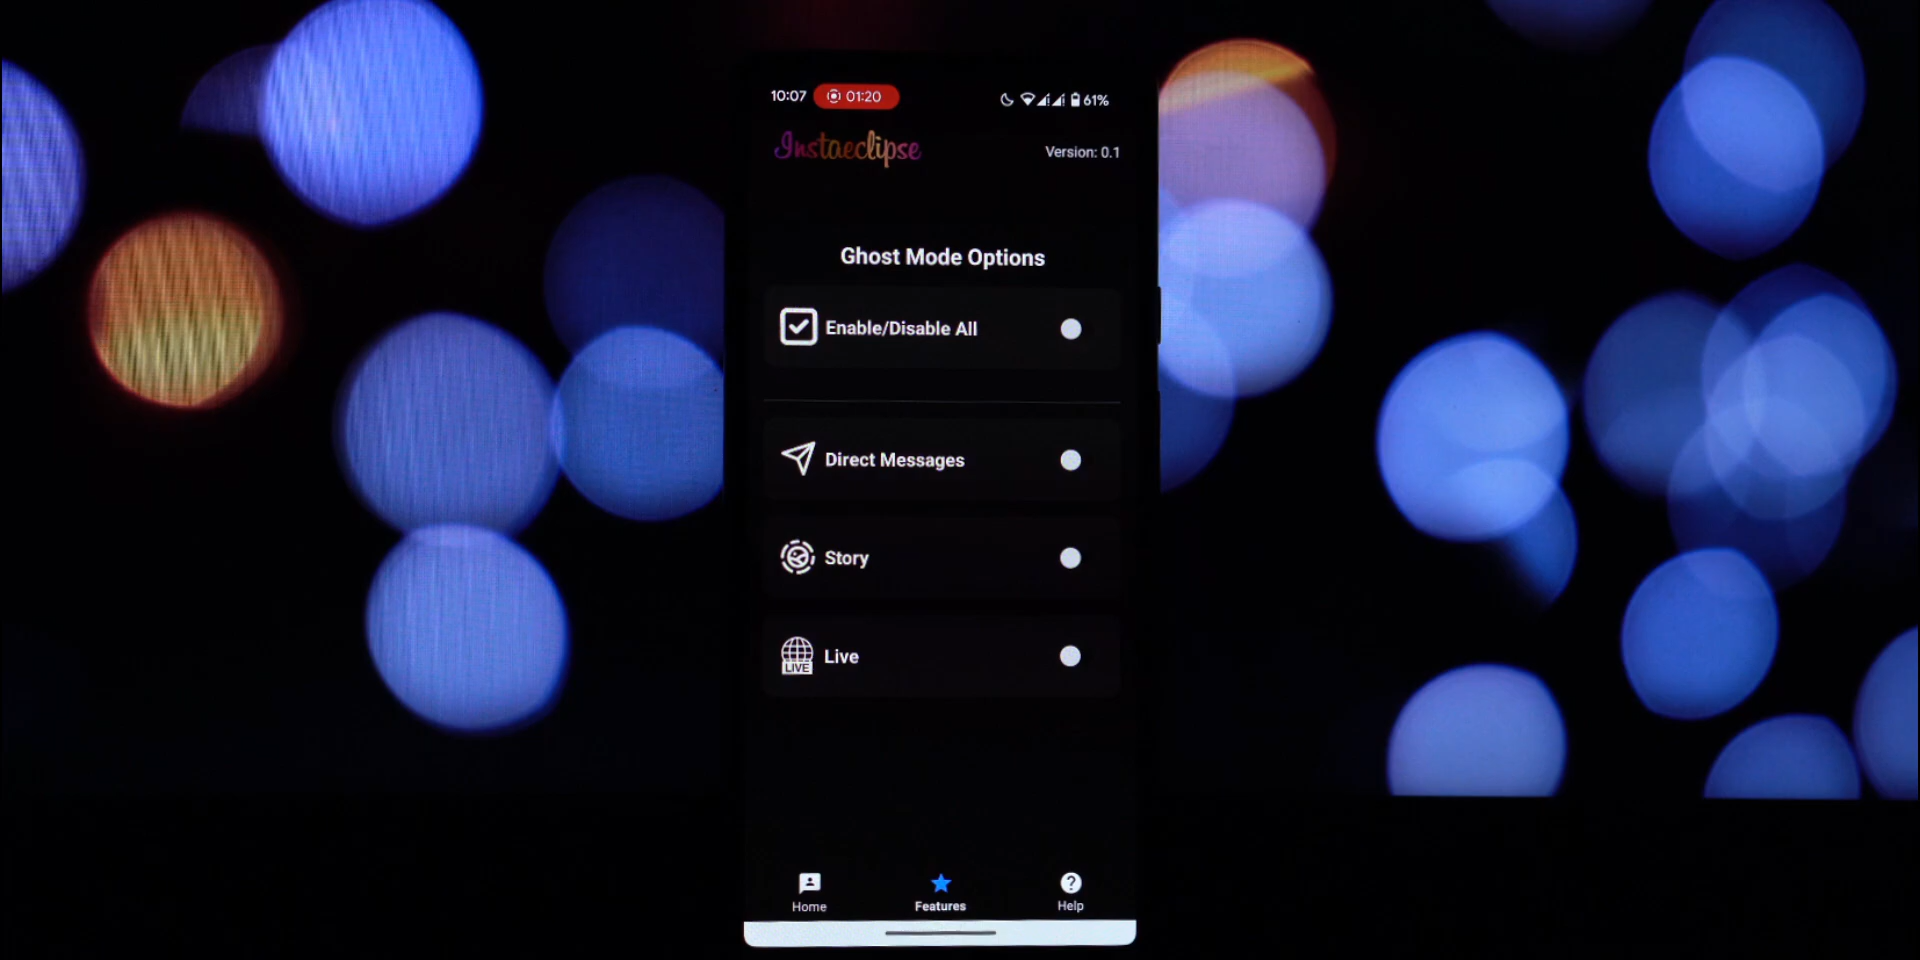 10:07 01:20 61%
Instaeclipse Version: 0.1
Ghost Mode Options
Enable/Disable All
Direct Messages
Story
LIVE Live
Home Features Help